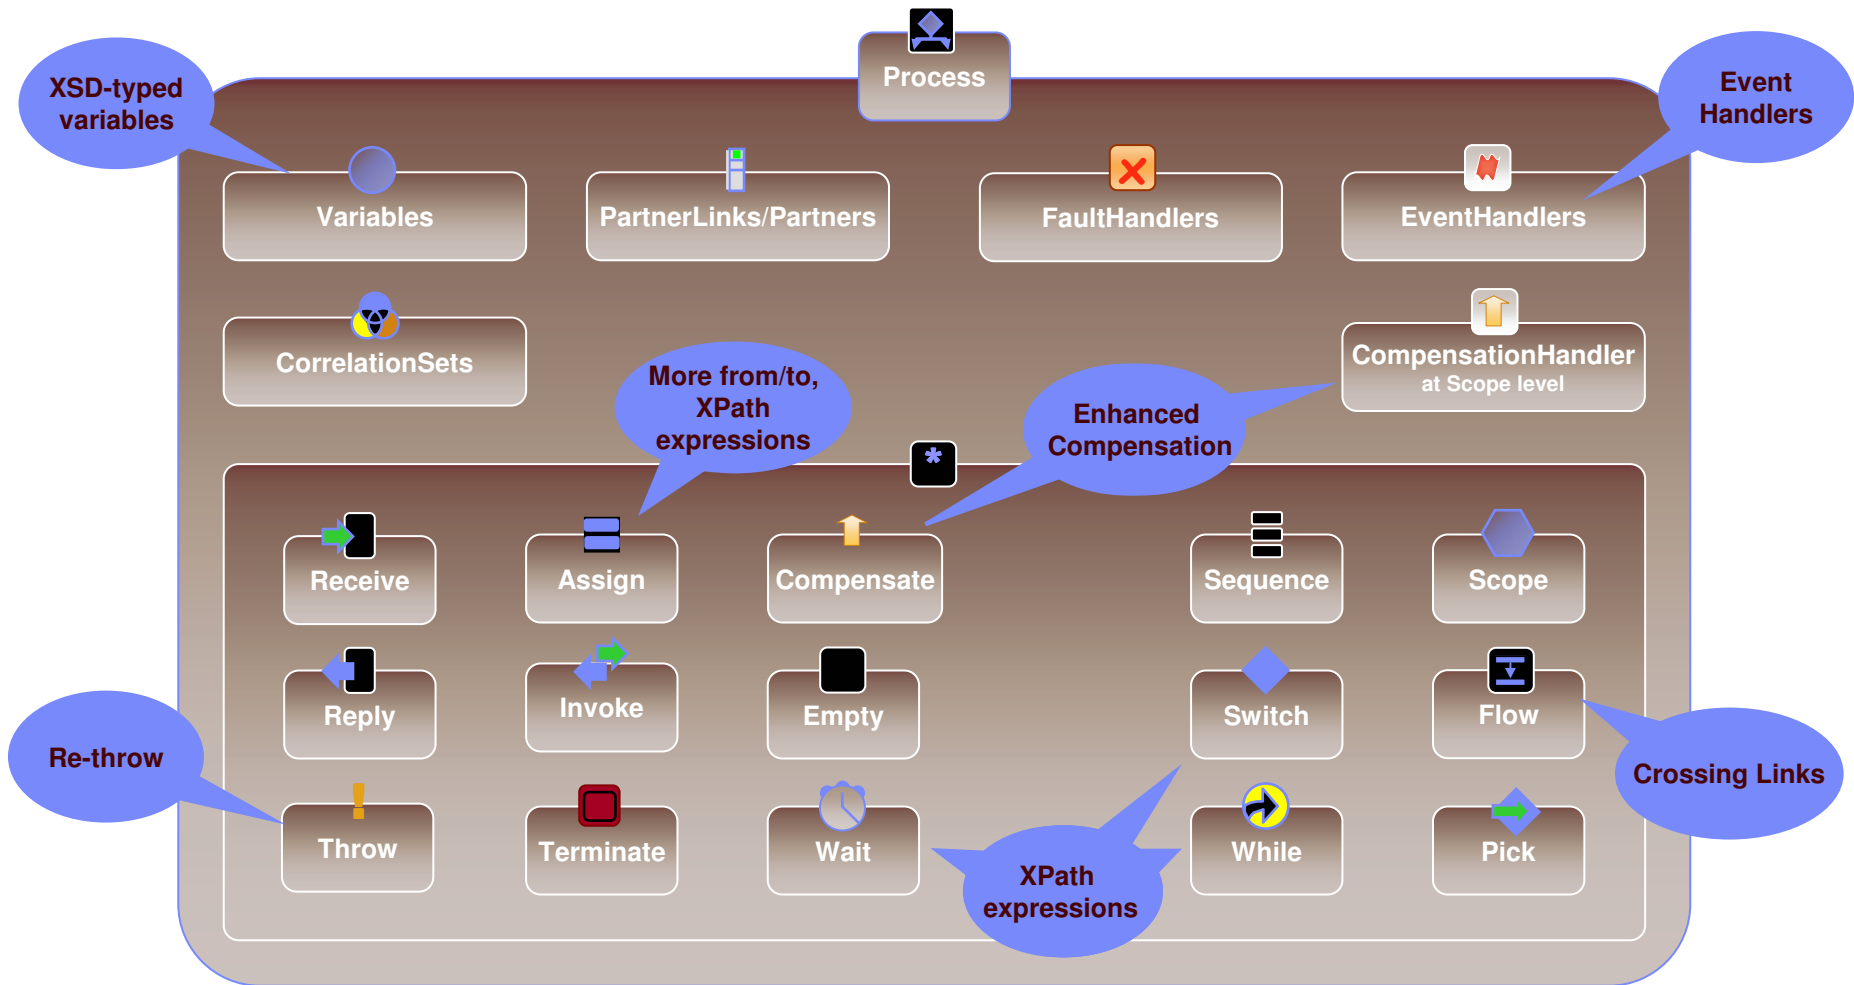 Process
XSD-typed
variables
Event
Handlers
Variables
PartnerLinks/Partners
FaultHandlers
EventHandlers
CorrelationSets
CompensationHandler
at Scope level
More from/to,
XPath
expressions
Enhanced
Compensation
*
Receive
Assign
Compensate
Sequence
Scope
Reply
Invoke
Empty
Switch
Flow
Re-throw
Crossing Links
Throw
Terminate
Wait
While
Pick
XPath
expressions